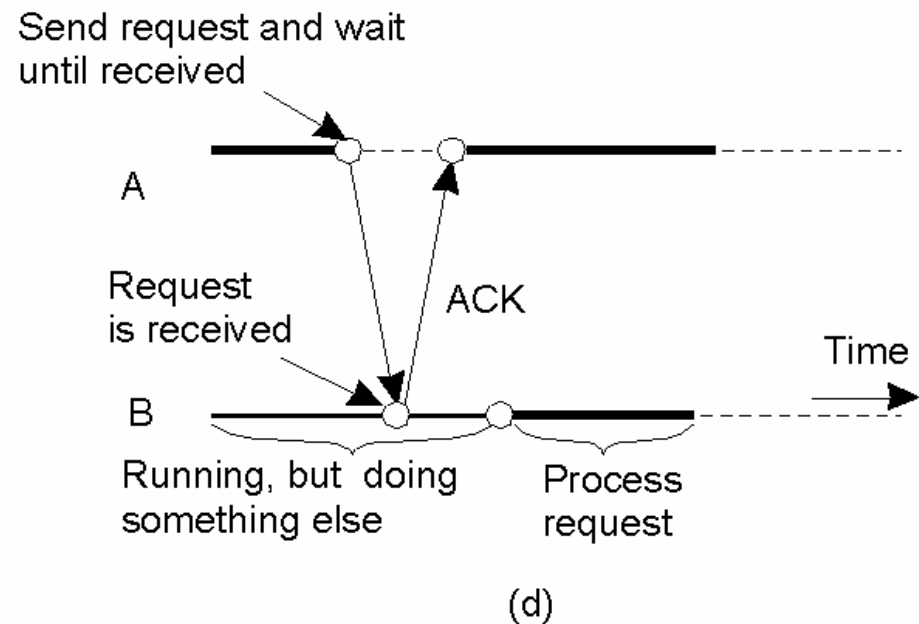 Send request and wait
until received
A
Request
is received
ACK
Time
B
Running, but doing
something else
Process
request
(d)